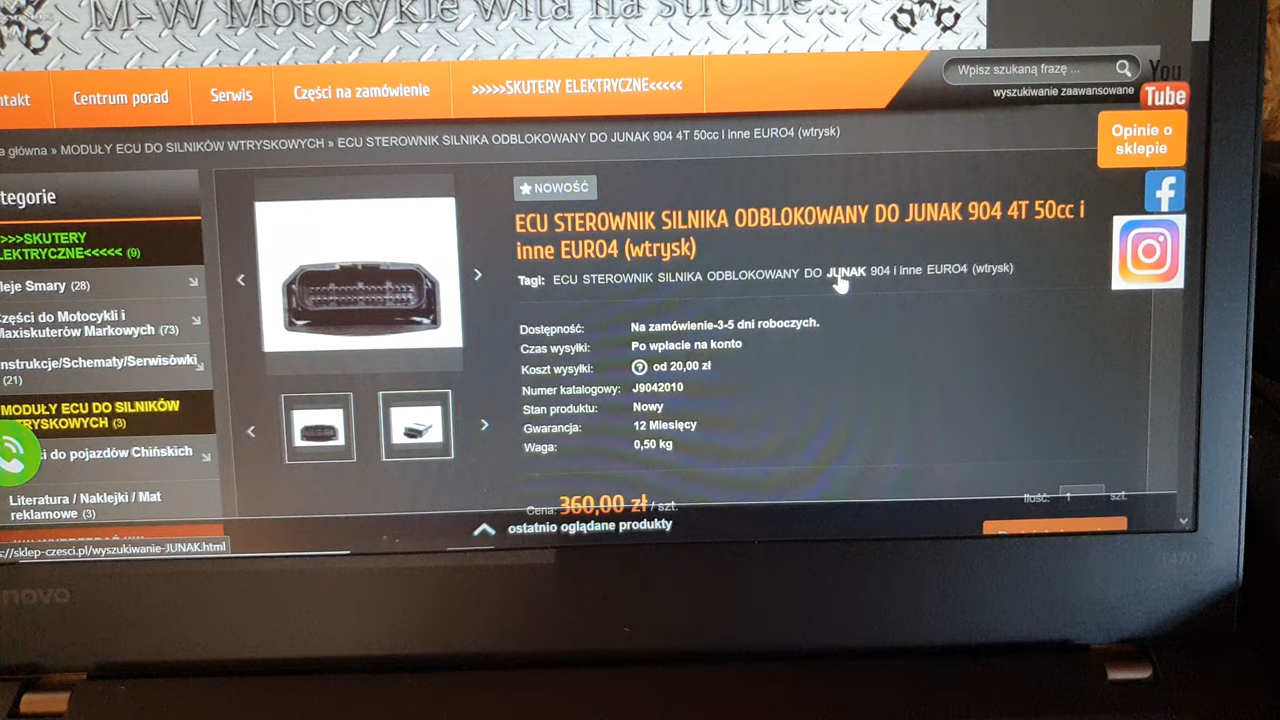 M-W Motocykle wita na stronie...
ntakt
Centrum porad
Serwis
Części na zamówienie
>>>>>SKUTERY ELEKTRYCZNE<<<<<
Wpisz szukaną frazę ...
wyszukiwanie zaawansowane
You
Tube
Opinie o
sklepie
a główna » MODUŁY ECU DO SILNIKÓW WTRYSKOWYCH » ECU STEROWNIK SILNIKA ODBLOKOWANY DO JUNAK 904 4T 50cc i inne EURO4 (wtrysk)
tegorie
>>>SKUTERY
LEKTRYCZNE<<<<< (9)
leje Smary (28)
Części do Motocykli i
Maxiskuterów Markowych (73)
nstrukcje/Schematy/Serwisówki
(21)
MODUŁY ECU DO SILNIKÓW
TRYSKOWYCH (3)
i do pojazdów Chińskich
Literatura / Naklejki / Mat
reklamowe (3)
NOWOŚĆ
ECU STEROWNIK SILNIKA ODBLOKOWANY DO JUNAK 904 4T 50cc i
inne EURO4 (wtrysk)
Tagi: ECU STEROWNIK SILNIKA ODBLOKOWANY DO JUNAK 904 i inne EURO4 (wtrysk)
Dostępność: Na zamówienie-3-5 dni roboczych.
Czas wysyłki: Po wpłacie na konto
Koszt wysyłki: ? od 20,00 zł
Numer katalogowy: J9042010
Stan produktu: Nowy
Gwarancja: 12 Miesięcy
Waga: 0,50 kg
Cena: 360,00 zł / szt.
Ilość: 1 szt.
ostatnio oglądane produkty
s://sklep-czesci.pl/wyszukiwanie-JUNAK.html
novo
T470